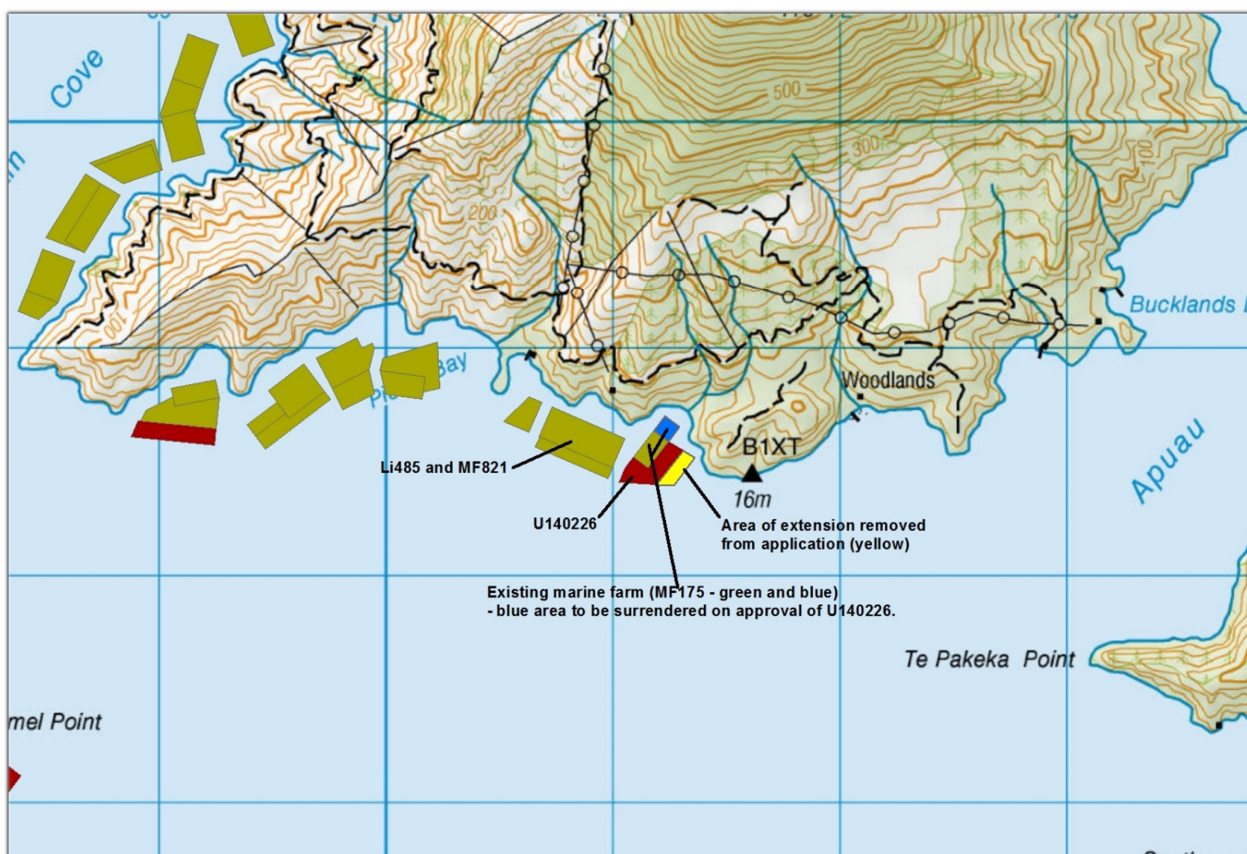 Cove
500
300
100
200
100
Bucklands
Bay
Woodlands
B1XT
16m
Apuau
Li485 and MF821
U140226
Area of extension removed
from application (yellow)
Existing marine farm (MF175 - green and blue)
- blue area to be surrendered on approval of U140226.
Te Pakeka Point
mel Point